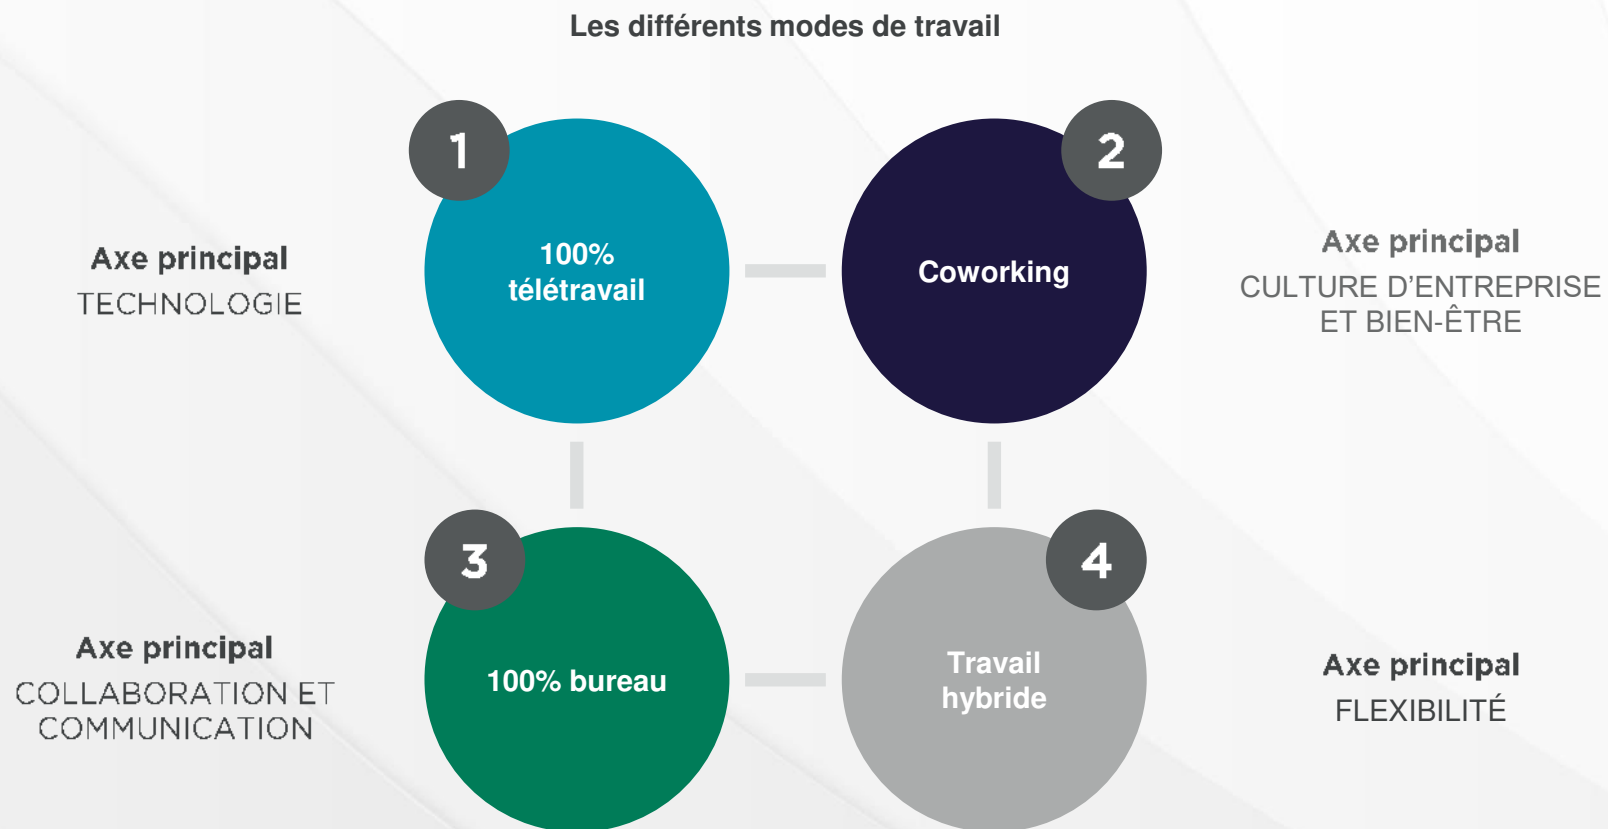 Les différents modes de travail
1
2
Axe principal
TECHNOLOGIE
100%
télétravail
Coworking
Axe principal
CULTURE D'ENTREPRISE
ET BIEN-ÊTRE
3
4
Axe principal
COLLABORATION ET
COMMUNICATION
100% bureau
Travail
hybride
Axe principal
FLEXIBILITÉ